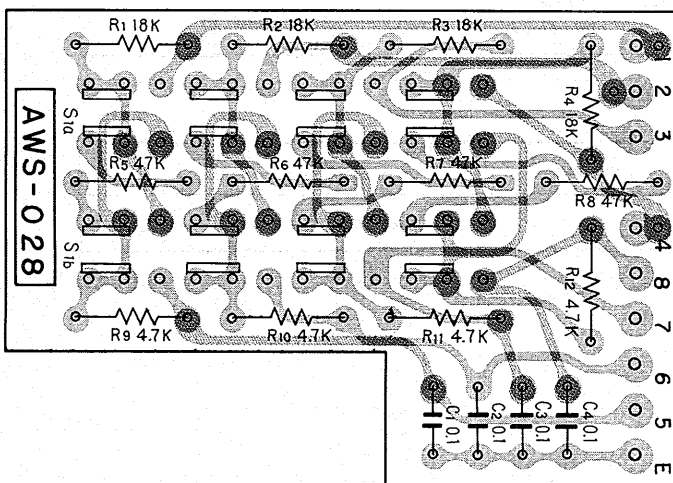 R1 18K
R2 18K
R3 18K
1
2
R4 18K
3
S1a
AWS-028
R5 47K
R6 47K
R7 47K
R8 47K
4
S1b
8
R12 4.7K
7
R9 4.7K
R10 4.7K
R11 4.7K
6
C1 0.1
C2 0.1
C3 0.1
C4 0.1
5
E